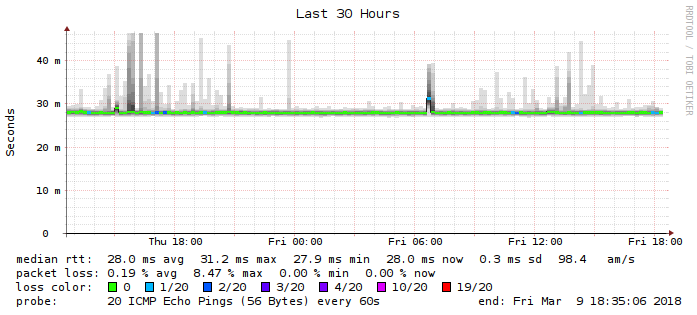 Last 30 Hours
RRDTOOL / TOBI OETIKER
Seconds
40 m
30 m
20 m
10 m
0
Thu 18:00 Fri 00:00 Fri 06:00 Fri 12:00 Fri 18:00
median rtt: 28.0 ms avg 31.2 ms max 27.9 ms min 28.0 ms now 0.3 ms sd 98.4 am/s
packet loss: 0.19 % avg 8.47 % max 0.00 % min 0.00 % now
loss color: 0 1/20 2/20 3/20 4/20 10/20 19/20
probe: 20 ICMP Echo Pings (56 Bytes) every 60s end: Fri Mar 9 18:35:06 2018